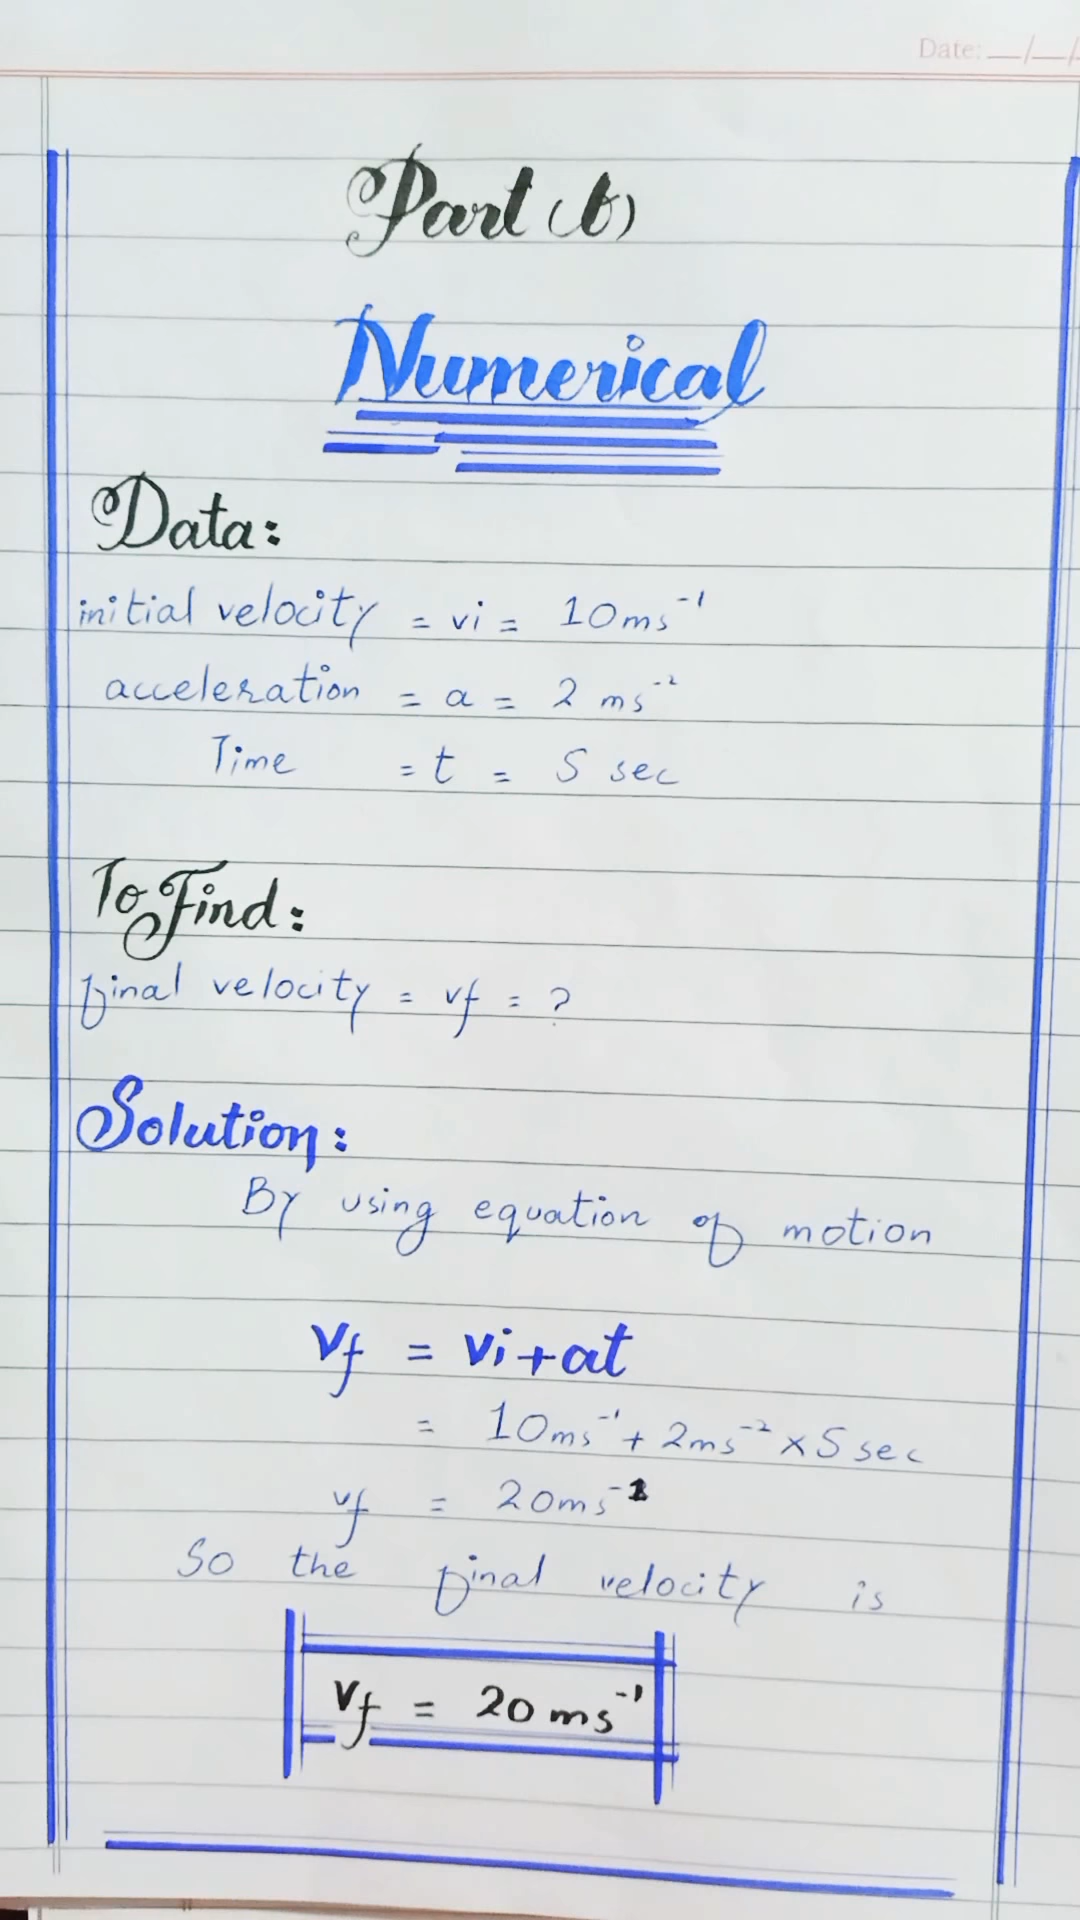 Date: __/__/
Part (b)
Numerical
Data:
initial velocity = vi = 10ms⁻¹
acceleration = a = 2 ms⁻²
Time = t = 5 sec
To Find:
final velocity = vf = ?
Solution:
By using equation of motion
Vf = vi+at
= 10ms⁻¹ + 2ms⁻² × 5 sec
vf = 20ms⁻¹
So the final velocity is
Vf = 20 ms⁻¹